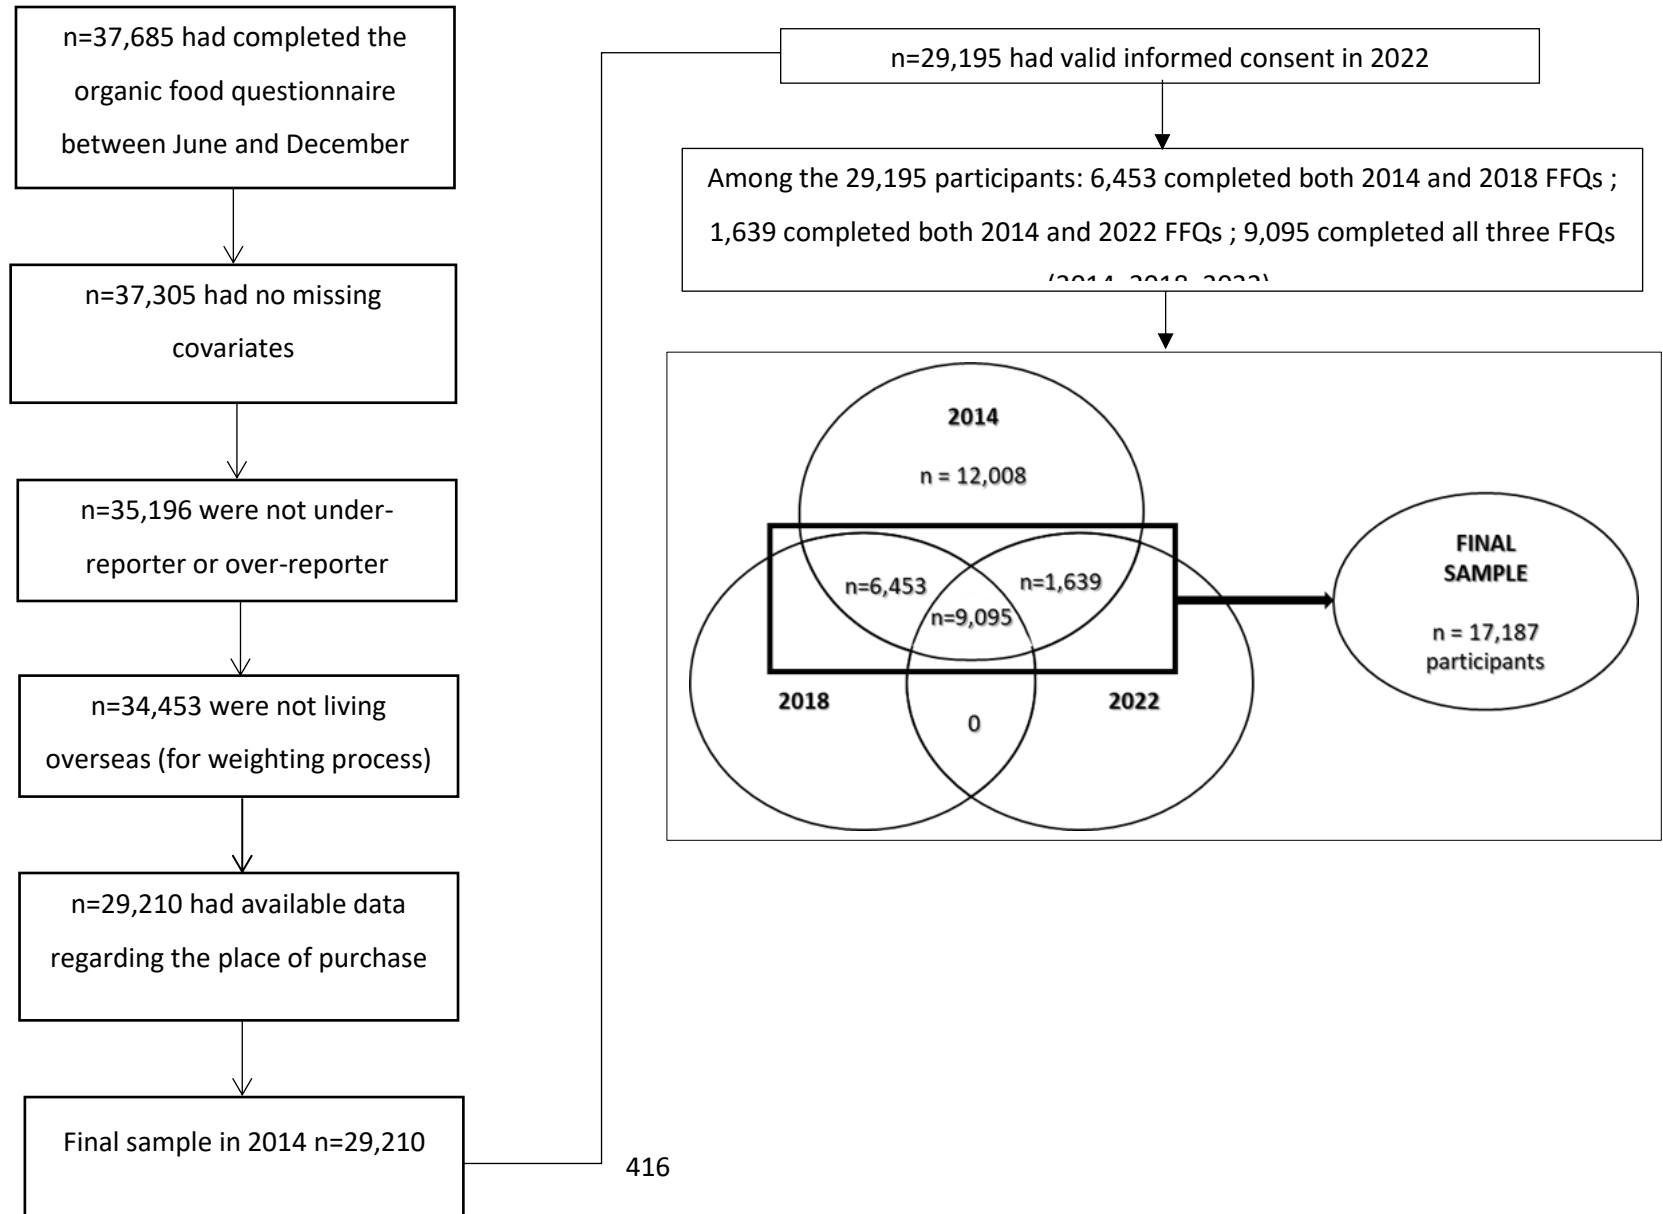 n=37,685 had completed the
organic food questionnaire
between June and December
n=37,305 had no missing
covariates
n=35,196 were not under-
reporter or over-reporter
n=34,453 were not living
overseas (for weighting process)
n=29,210 had available data
regarding the place of purchase
Final sample in 2014 n=29,210
416
n=29,195 had valid informed consent in 2022
Among the 29,195 participants: 6,453 completed both 2014 and 2018 FFQs ;
1,639 completed both 2014 and 2022 FFQs ; 9,095 completed all three FFQs
(2014, 2018, 2022)
2014
n = 12,008
n=6,453
n=1,639
n=9,095
2018
2022
0
FINAL
SAMPLE
n = 17,187
participants